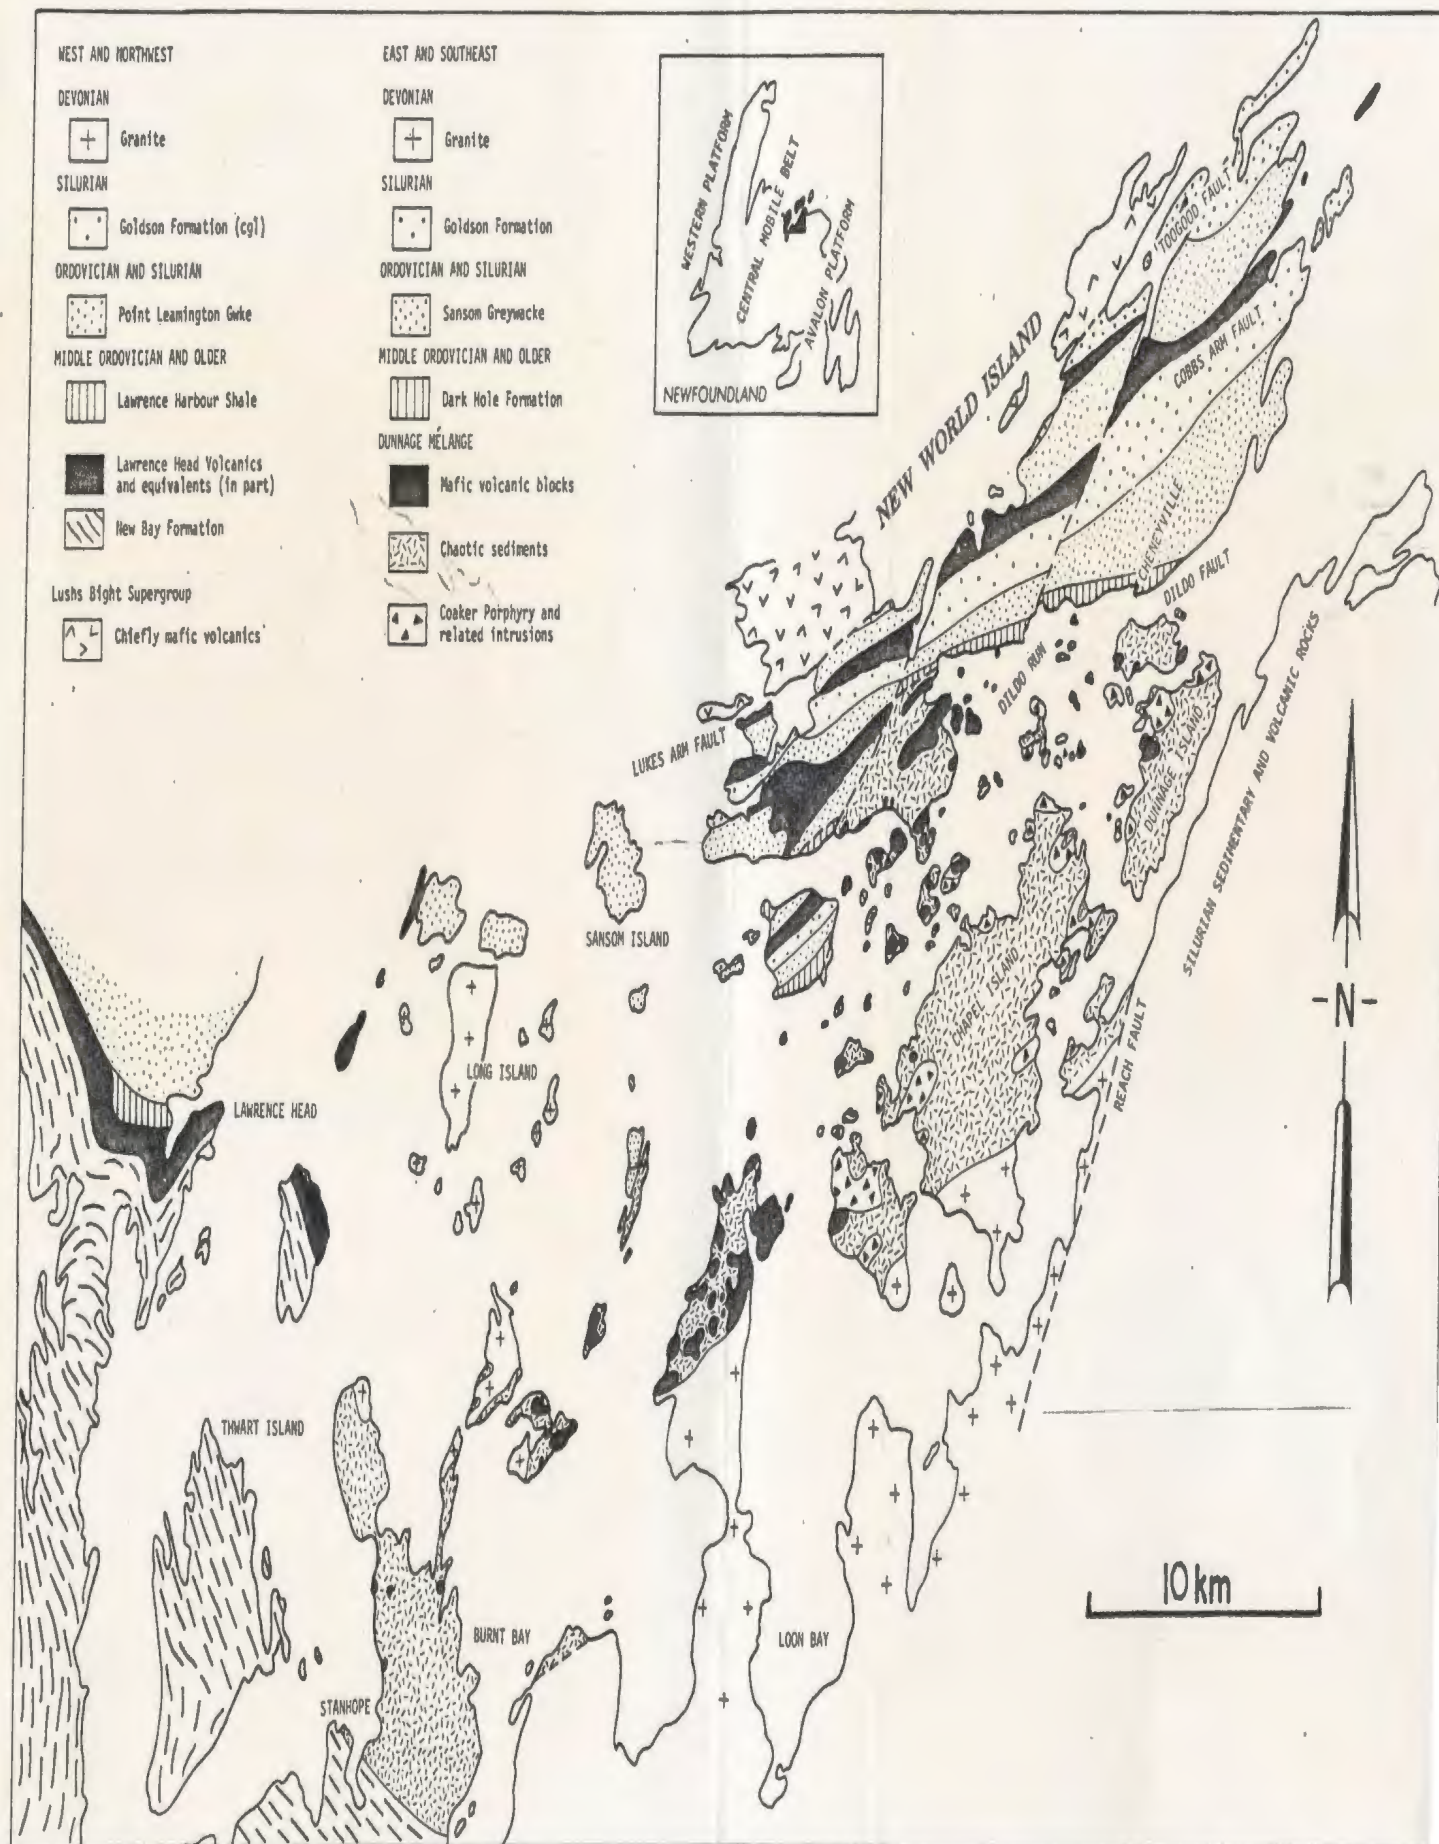 WEST AND NORTHWEST
DEVONIAN
Granite
SILURIAN
Goldson Formation (cgl)
ORDOVICIAN AND SILURIAN
Point Leamington Gwke
MIDDLE ORDOVICIAN AND OLDER
Lawrence Harbour Shale
Lawrence Head Volcanics
and equivalents (in part)
New Bay Formation
Lushs Bight Supergroup
Chiefly mafic volcanics
EAST AND SOUTHEAST
DEVONIAN
Granite
SILURIAN
Goldson Formation
ORDOVICIAN AND SILURIAN
Sansom Greywacke
MIDDLE ORDOVICIAN AND OLDER
Dark Hole Formation
DUNNAGE MÉLANGE
Mafic volcanic blocks
Chaotic sediments
Coaker Porphyry and
related intrusions
WESTERN PLATFORM
CENTRAL MOBILE BELT
AVALON PLATFORM
NEWFOUNDLAND
TOOGOOD FAULT
COBBS ARM FAULT
NEW WORLD ISLAND
CHENEYVILLE
DILDO FAULT
DILDO RUN
LUKES ARM FAULT
DUNNAGE ISLAND
SILURIAN SEDIMENTARY AND VOLCANIC ROCKS
SANSOM ISLAND
CHAPEL ISLAND
-N-
REACH FAULT
LONG ISLAND
LAWRENCE HEAD
THWART ISLAND
10 km
BURNT BAY
LOON BAY
STANHOPE